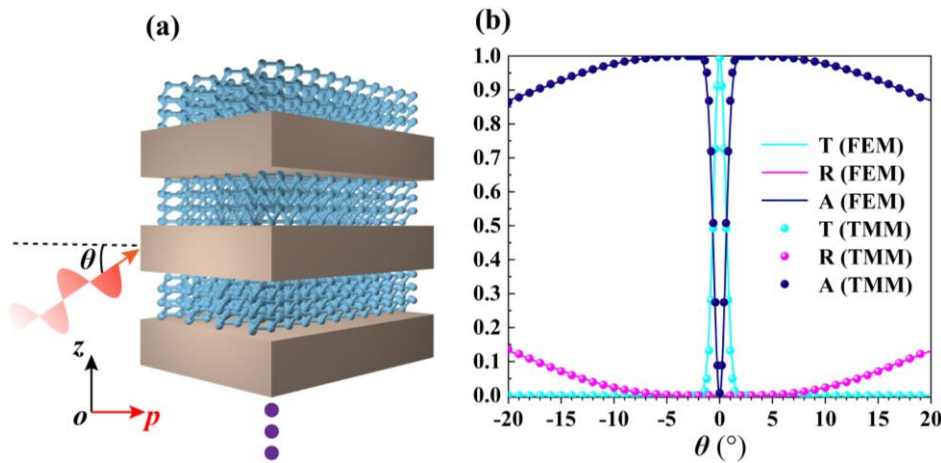 (a)
θ
z
o
p
(b)
1.0
0.9
0.8
0.7
0.6
0.5
0.4
0.3
0.2
0.1
0.0
T (FEM)
R (FEM)
A (FEM)
T (TMM)
R (TMM)
A (TMM)
-20 -15 -10 -5 0 5 10 15 20
θ (°)